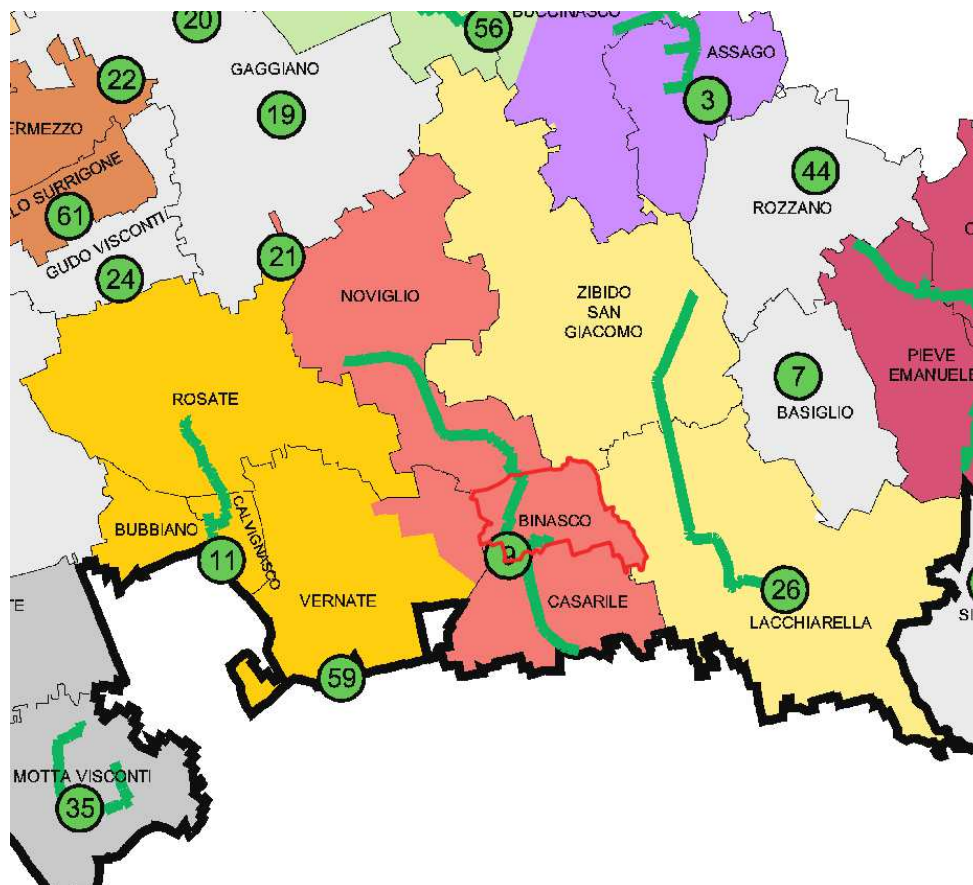 20
56
BUCCINASCO
ASSAGO
GAGGIANO
22
3
19
ERMEZZO
44
LO SURRIGONE
ROZZANO
61
GUDO VISCONTI
21
24
NOVIGLIO
ZIBIDO
SAN
GIACOMO
PIEVE
EMANUELE
7
BASIGLIO
ROSATE
BUBBIANO
CALVIGNASCO
BINASCO
9
11
VERNATE
CASARILE
26
LACCHIARELLA
TE
59
MOTTA VISCONTI
35